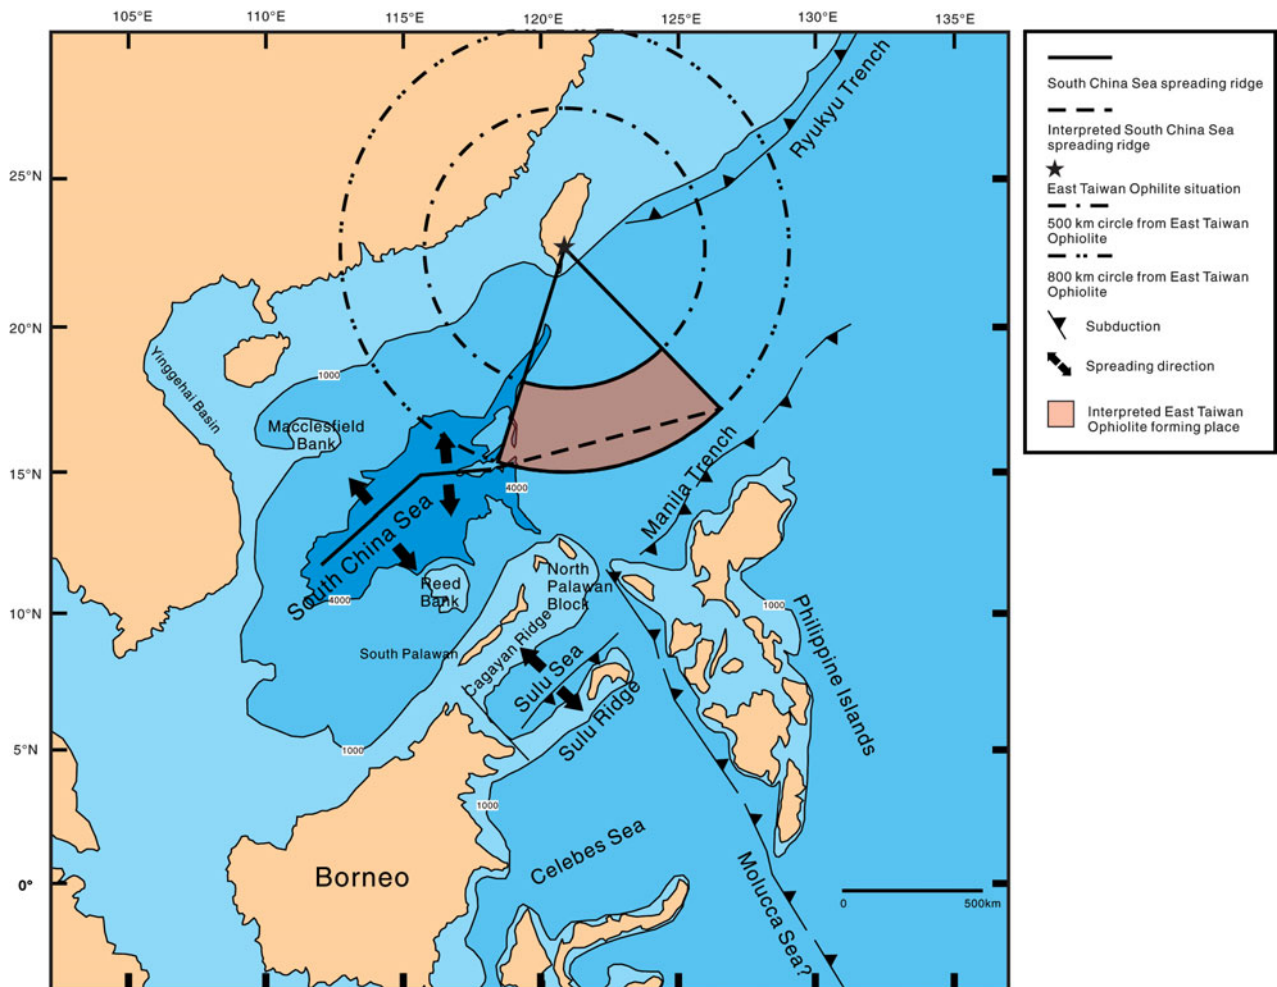 105°E 110°E 115°E 120°E 125°E 130°E 135°E
25°N
20°N
15°N
10°N
5°N
0°
Ryukyu Trench
Yinggehai Basin
1000
Macclesfield
Bank
4000
Manila Trench
South China Sea
4000
Reed
Bank
North
Palawan
Block
South Palawan
Cagayan Ridge
Sulu Sea
Sulu Ridge
1000
Philippine Islands
1000
1000
Celebes Sea
Borneo
Molucca Sea?
0 500km
South China Sea spreading ridge
Interpreted South China Sea
spreading ridge
East Taiwan Ophilite situation
500 km circle from East Taiwan
Ophiolite
800 km circle from East Taiwan
Ophiolite
Subduction
Spreading direction
Interpreted East Taiwan
Ophiolite forming place